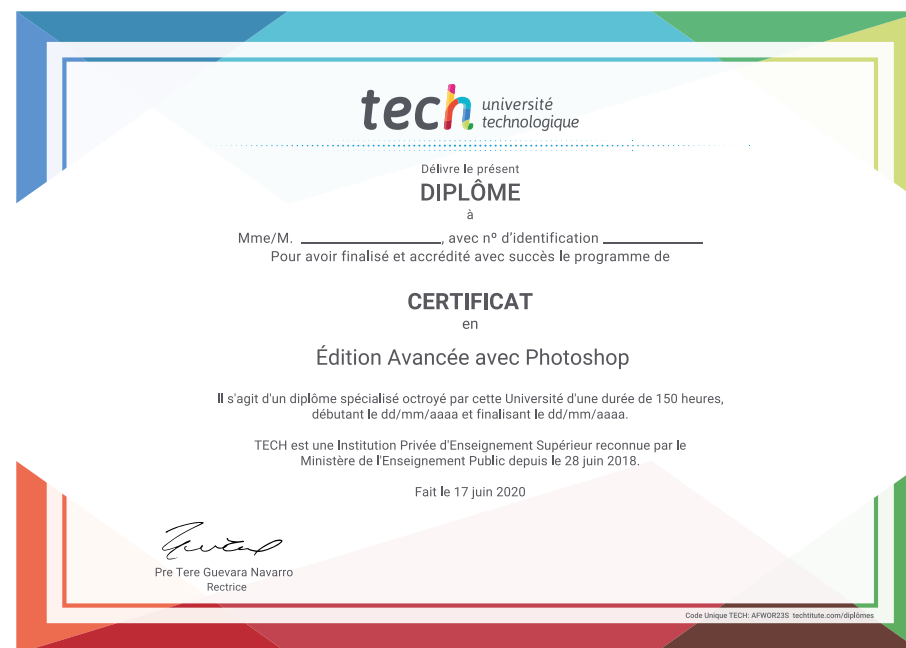 tech université
technologique
Délivre le présent
DIPLÔME
à
Mme/M. ____________________, avec nº d'identification ______________
Pour avoir finalisé et accrédité avec succès le programme de
CERTIFICAT
en
Édition Avancée avec Photoshop
Il s'agit d'un diplôme spécialisé octroyé par cette Université d'une durée de 150 heures,
débutant le dd/mm/aaaa et finalisant le dd/mm/aaaa.
TECH est une Institution Privée d'Enseignement Supérieur reconnue par le
Ministère de l'Enseignement Public depuis le 28 juin 2018.
Fait le 17 juin 2020
Pre Tere Guevara Navarro
Rectrice
Code Unique TECH: AFWOR23S techtitute.com/diplômes